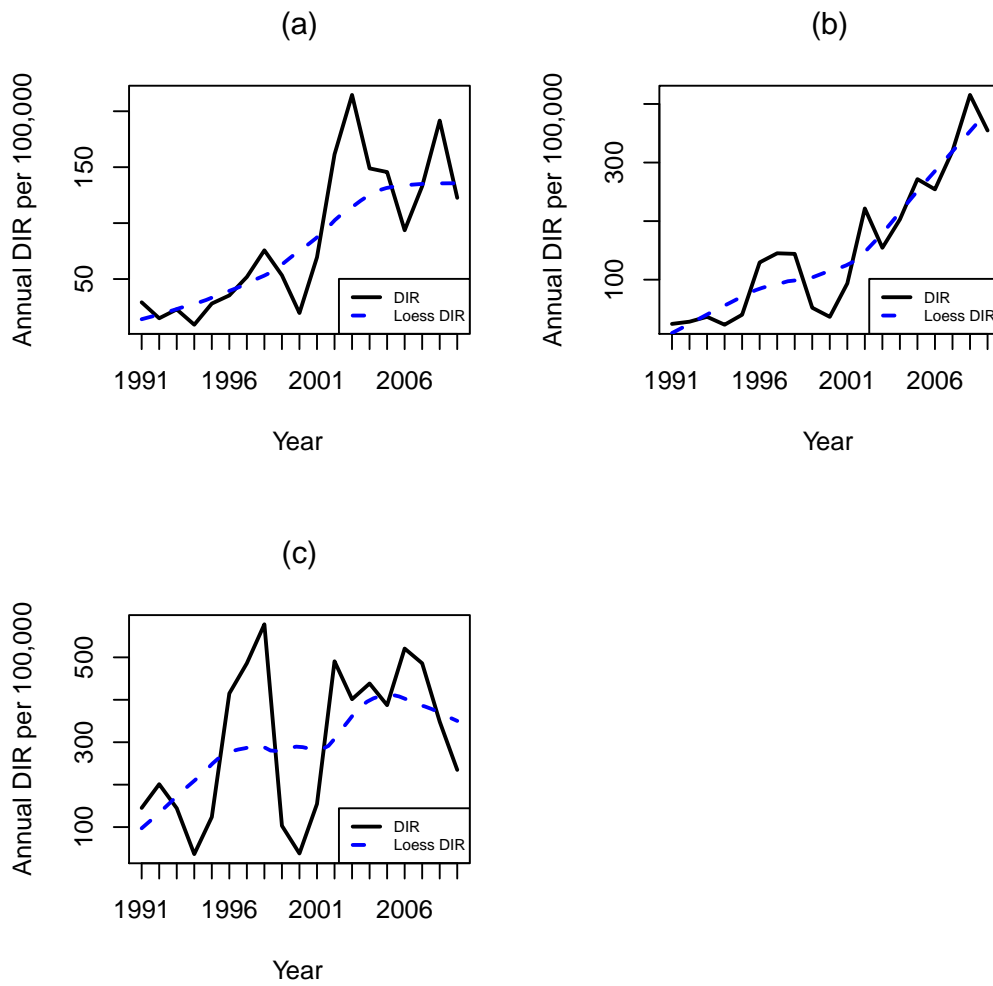 (a)
Annual DIR per 100,000
150
50
DIR
Loess DIR
1991 1996 2001 2006
Year
(b)
Annual DIR per 100,000
300
100
DIR
Loess DIR
1991 1996 2001 2006
Year
(c)
Annual DIR per 100,000
500
300
100
DIR
Loess DIR
1991 1996 2001 2006
Year